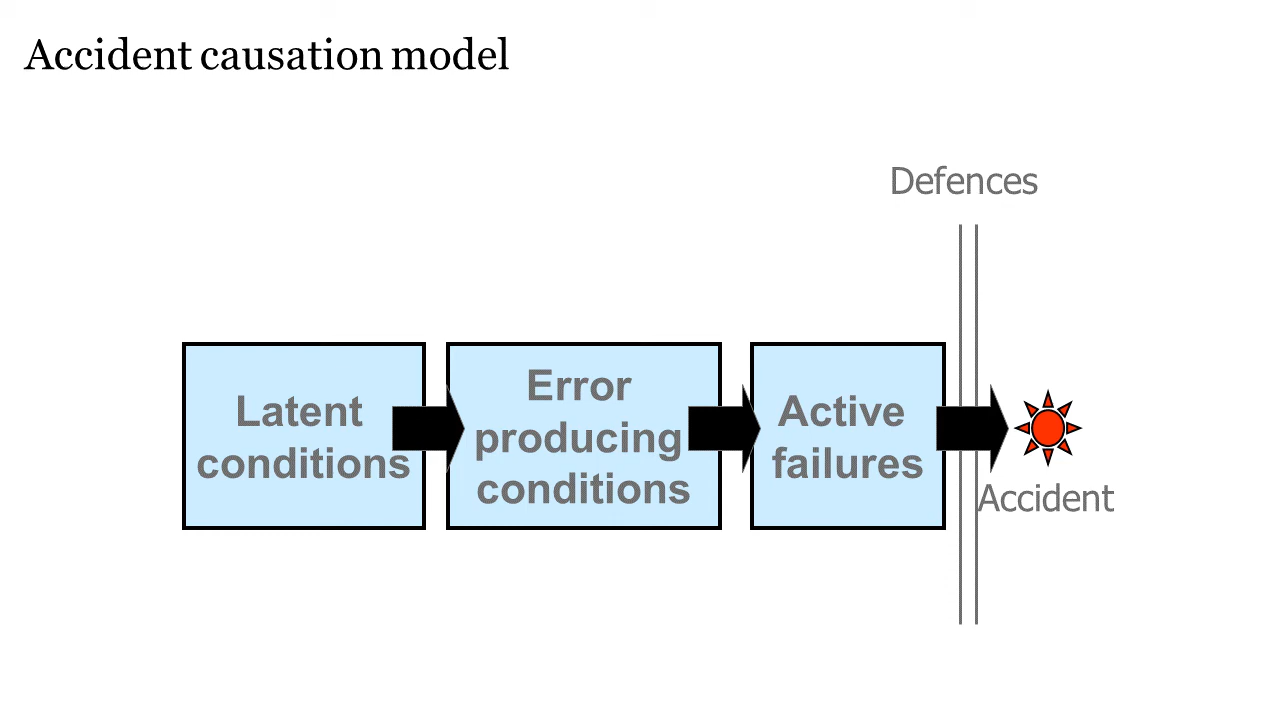 Accident causation model
Defences
Latent
conditions
Error
producing
conditions
Active
failures
Accident